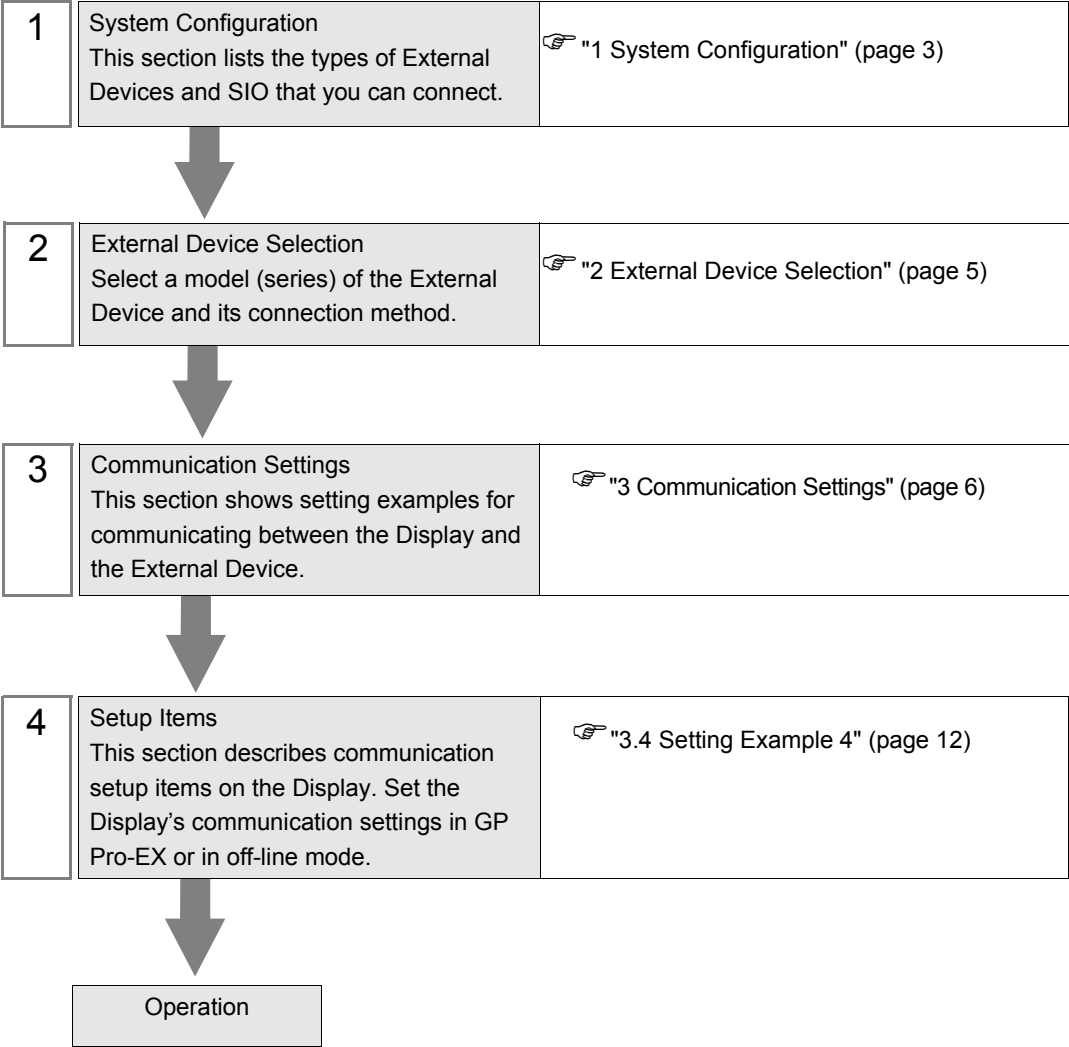 1
System Configuration
This section lists the types of External
Devices and SIO that you can connect.
"1 System Configuration" (page 3)
2
External Device Selection
Select a model (series) of the External
Device and its connection method.
"2 External Device Selection" (page 5)
3
Communication Settings
This section shows setting examples for
communicating between the Display and
the External Device.
"3 Communication Settings" (page 6)
4
Setup Items
This section describes communication
setup items on the Display. Set the
Display’s communication settings in GP
Pro-EX or in off-line mode.
"3.4 Setting Example 4" (page 12)
Operation